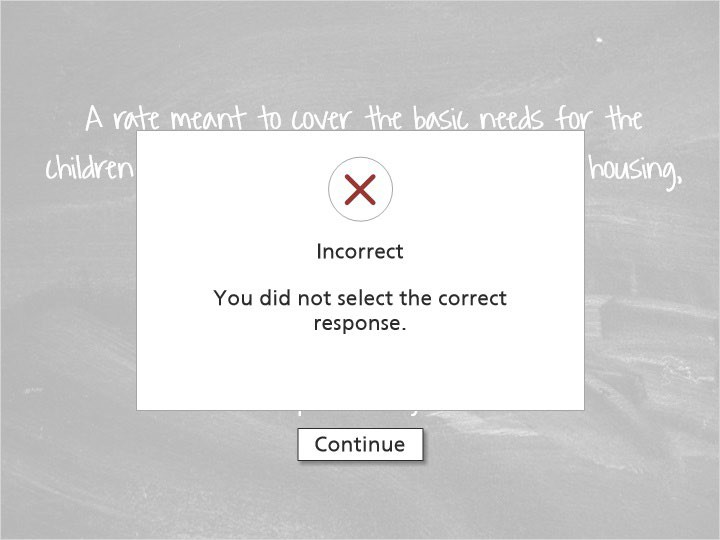 A rate meant to cover the basic needs for the
children housing,
Incorrect
You did not select the correct
response.
Continue